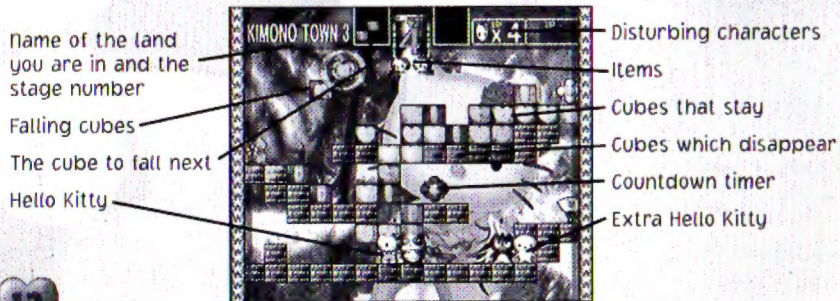 Name of the land
you are in and the
stage number
Falling cubes
The cube to fall next
Hello Kitty
KIMONO TOWN 3
x 4
Disturbing characters
Items
Cubes that stay
Cubes which disappear
Countdown timer
Extra Hello Kitty